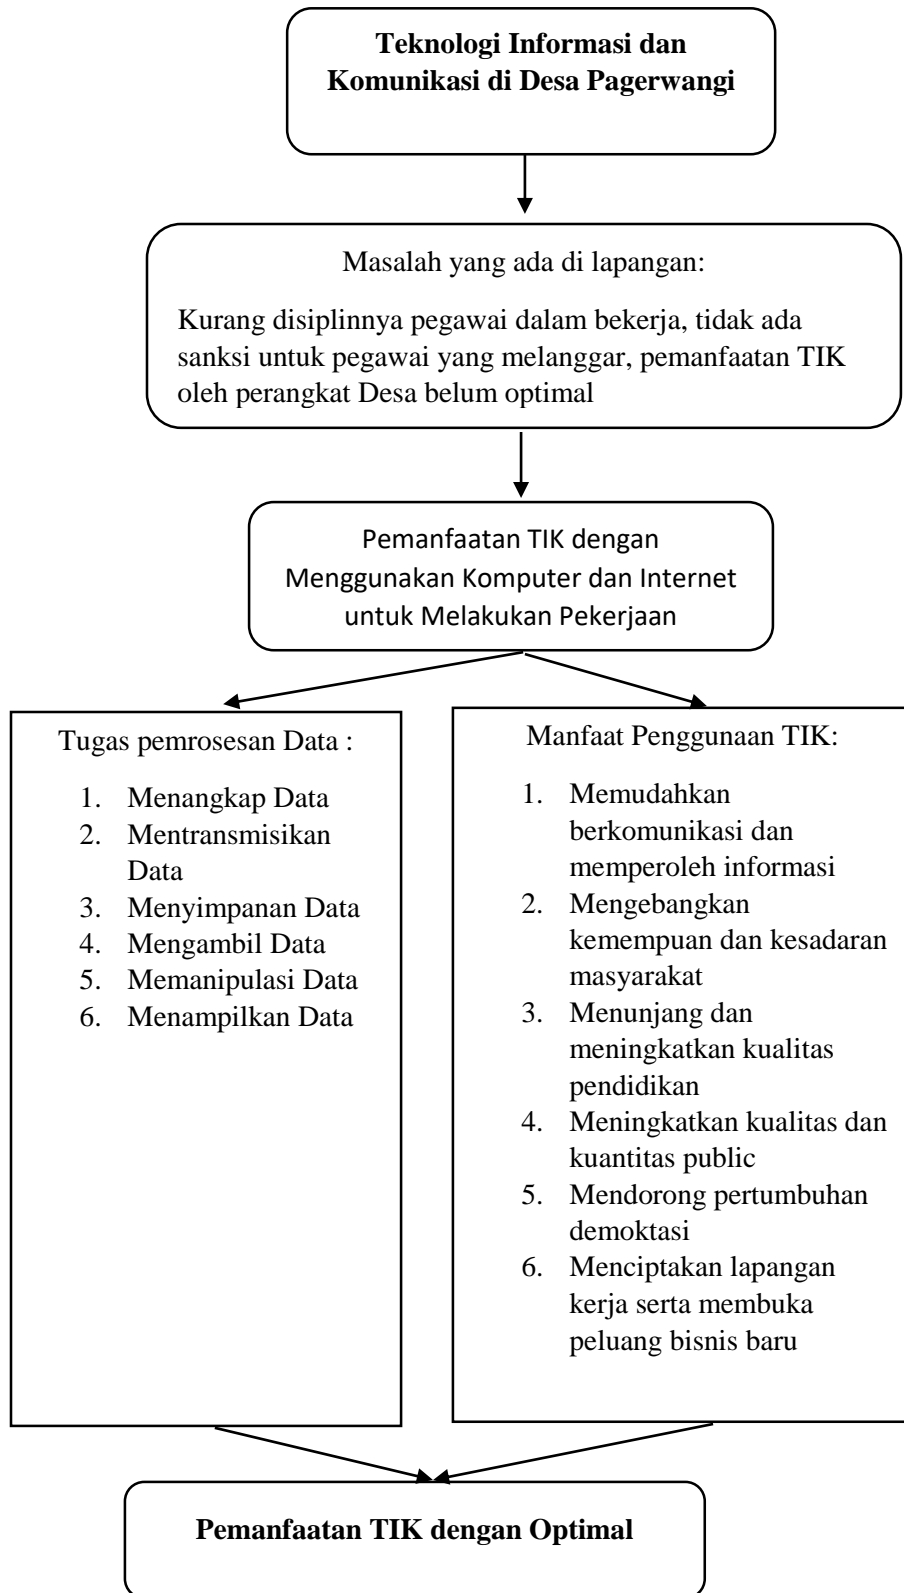 Teknologi Informasi dan
Komunikasi di Desa Pagerwangi
Masalah yang ada di lapangan:
Kurang disiplinnya pegawai dalam bekerja, tidak ada
sanksi untuk pegawai yang melanggar, pemanfaatan TIK
oleh perangkat Desa belum optimal
Pemanfaatan TIK dengan
Menggunakan Komputer dan Internet
untuk Melakukan Pekerjaan
Tugas pemrosesan Data :
1. Menangkap Data
2. Mentransmisikan
Data
3. Menyimpanan Data
4. Mengambil Data
5. Memanipulasi Data
6. Menampilkan Data
Manfaat Penggunaan TIK:
1. Memudahkan
berkomunikasi dan
memperoleh informasi
2. Mengebangkan
kemempuan dan kesadaran
masyarakat
3. Menunjang dan
meningkatkan kualitas
pendidikan
4. Meningkatkan kualitas dan
kuantitas public
5. Mendorong pertumbuhan
demoktasi
6. Menciptakan lapangan
kerja serta membuka
peluang bisnis baru
Pemanfaatan TIK dengan Optimal